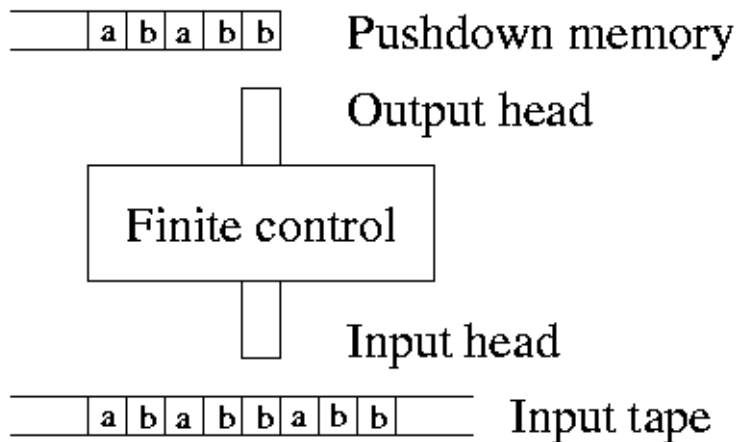 a b a b b Pushdown memory
Output head
Finite control
Input head
a b a b b a b b Input tape